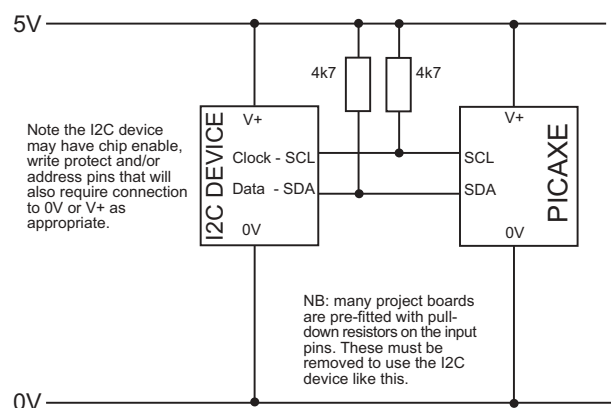 5V
4k7
4k7
Note the I2C device
may have chip enable,
write protect and/or
address pins that will
also require connection
to 0V or V+ as
appropriate.
I2C DEVICE
V+
Clock - SCL
Data - SDA
0V
V+
SCL
SDA
0V
PICAXE
NB: many project boards
are pre-fitted with pull-
down resistors on the input
pins. These must be
removed to use the I2C
device like this.
0V